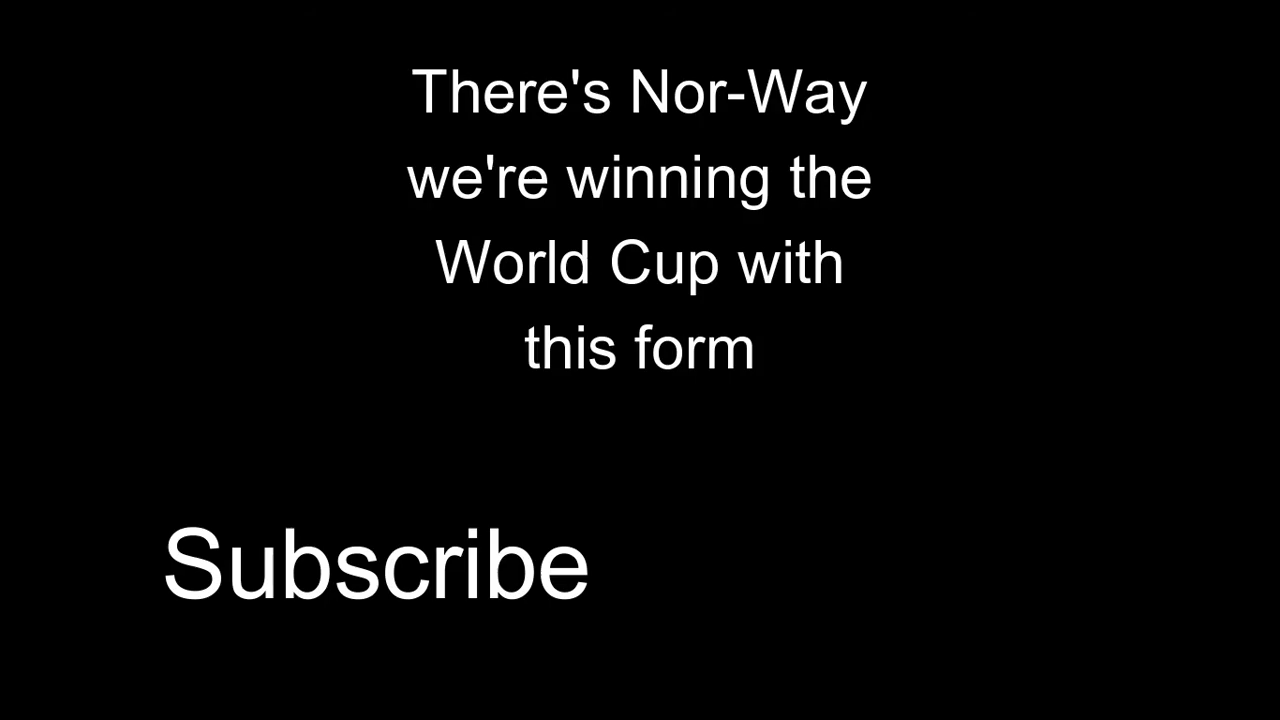 There's Nor-Way
we're winning the
World Cup with
this form
Subscribe